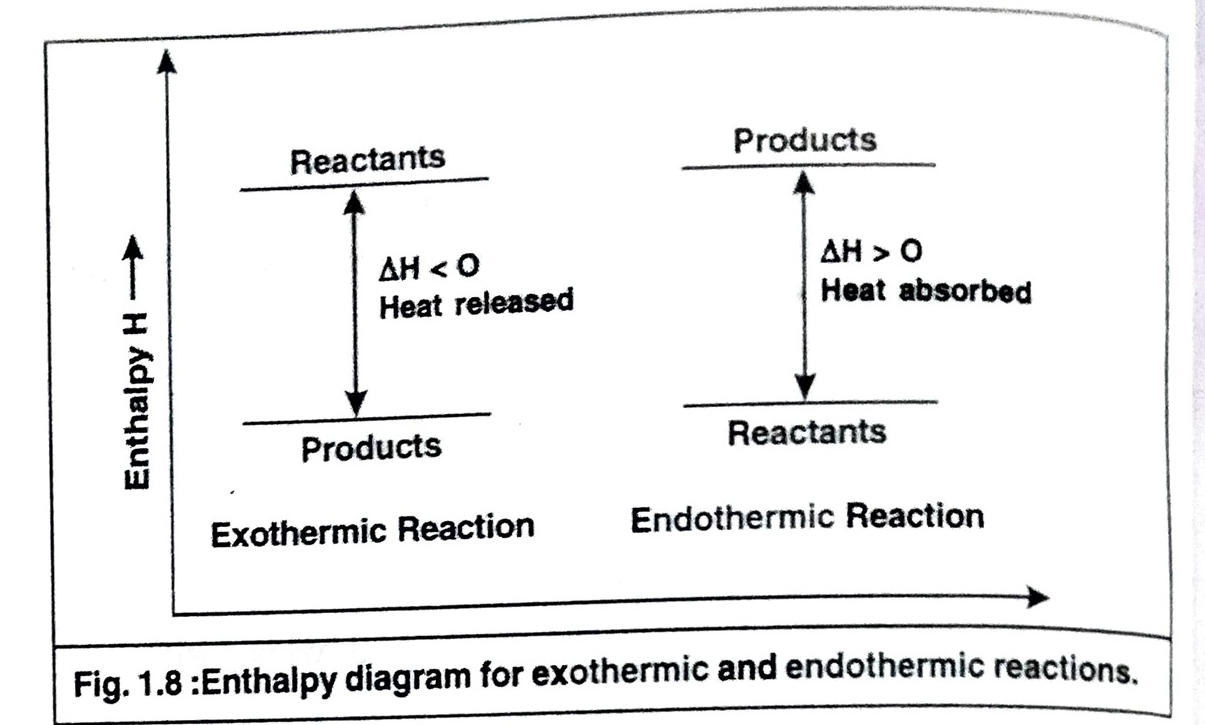 Reactants
ΔH < O
Heat released
Products
Exothermic Reaction
Products
ΔH > O
Heat absorbed
Reactants
Endothermic Reaction
Enthalpy H ⟶
Fig. 1.8 :Enthalpy diagram for exothermic and endothermic reactions.